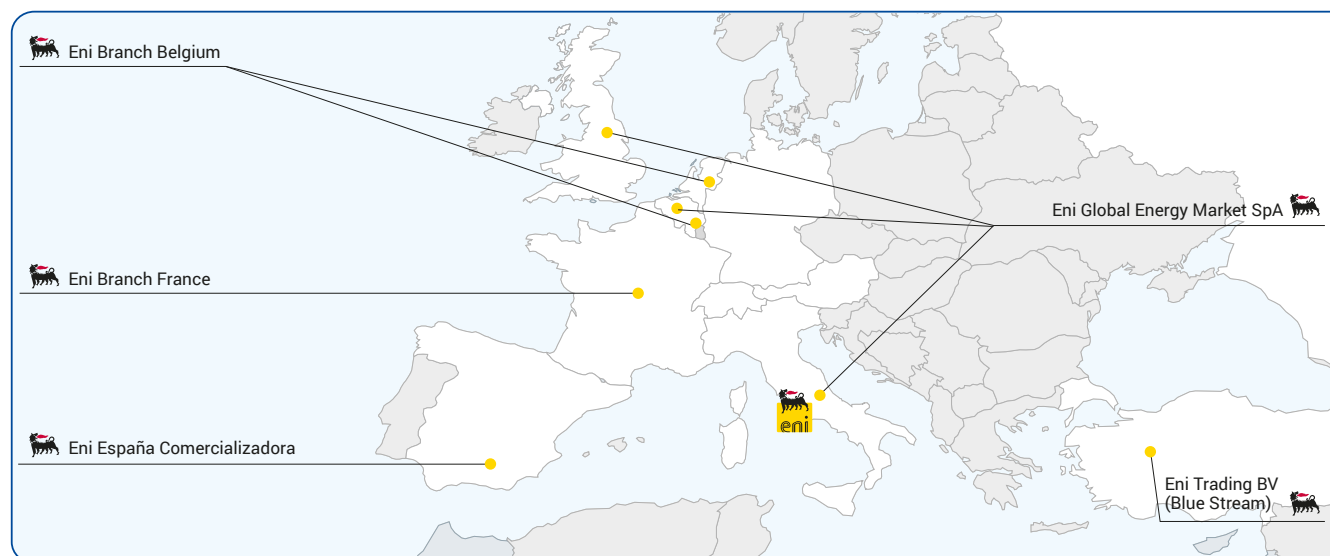 Eni Branch Belgium
Eni Global Energy Market SpA
Eni Branch France
eni
Eni España Comercializadora
Eni Trading BV
(Blue Stream)